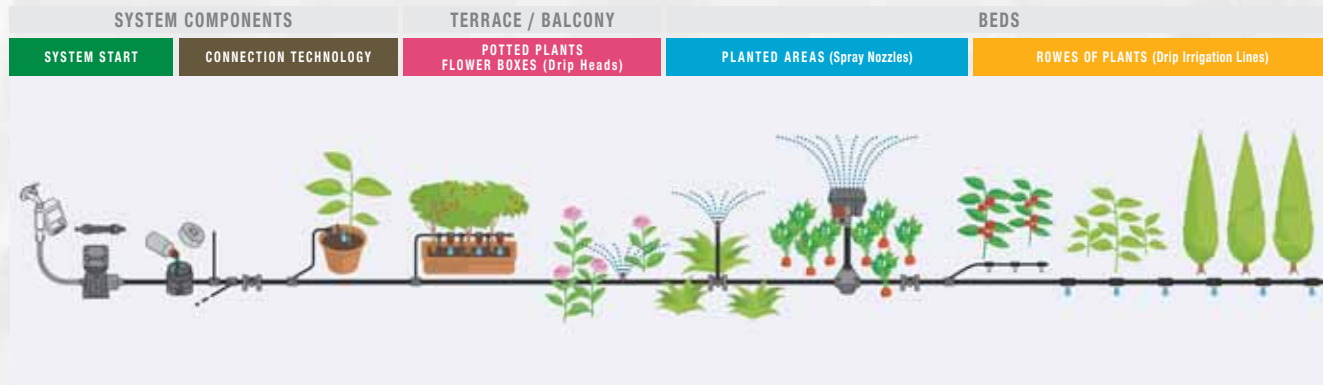 SYSTEM COMPONENTS
TERRACE / BALCONY
BEDS
SYSTEM START
CONNECTION TECHNOLOGY
POTTED PLANTS
FLOWER BOXES (Drip Heads)
PLANTED AREAS (Spray Nozzles)
ROWES OF PLANTS (Drip Irrigation Lines)